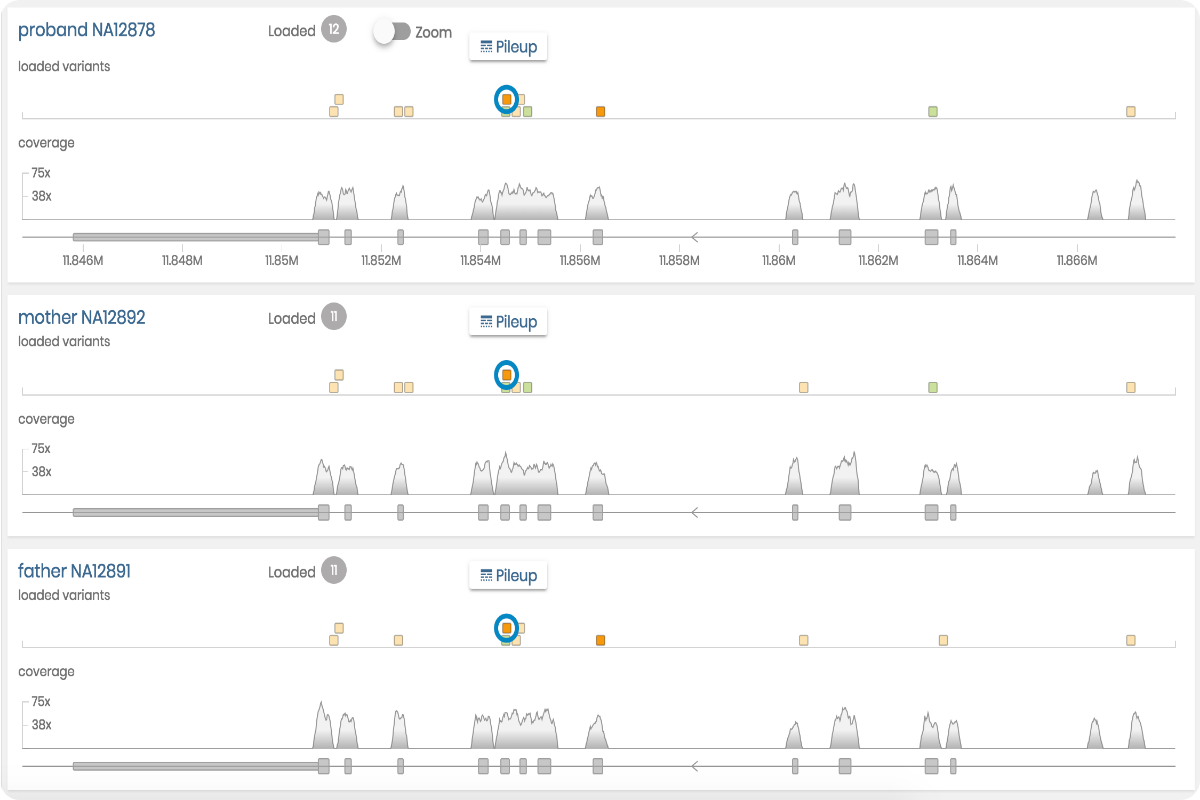 proband NA12878 Loaded 12 Zoom Pileup
loaded variants
coverage
75x
38x
11.846M 11.848M 11.85M 11.852M 11.854M 11.856M 11.858M 11.86M 11.862M 11.864M 11.866M
mother NA12892 Loaded 11 Pileup
loaded variants
coverage
75x
38x
father NA12891 Loaded 11 Pileup
loaded variants
coverage
75x
38x